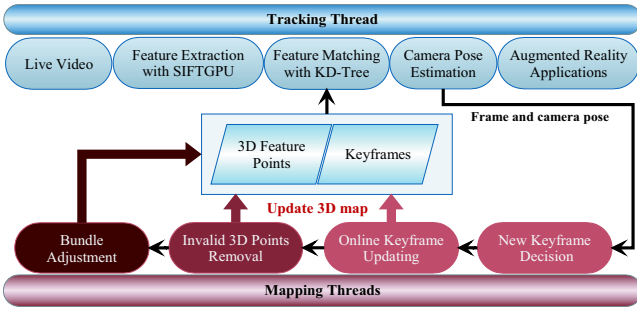 Tracking Thread
Live Video
Feature Extraction
with SIFTGPU
Feature Matching
with KD-Tree
Camera Pose
Estimation
Augmented Reality
Applications
Frame and camera pose
3D Feature
Points
Keyframes
Update 3D map
Bundle
Adjustment
Invalid 3D Points
Removal
Online Keyframe
Updating
New Keyframe
Decision
Mapping Threads